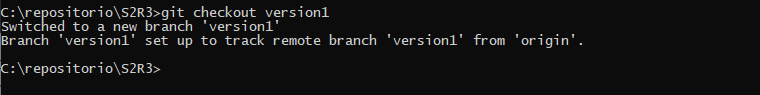 C:\repositorio\S2R3>git checkout version1
Switched to a new branch 'version1'
Branch 'version1' set up to track remote branch 'version1' from 'origin'.
C:\repositorio\S2R3>